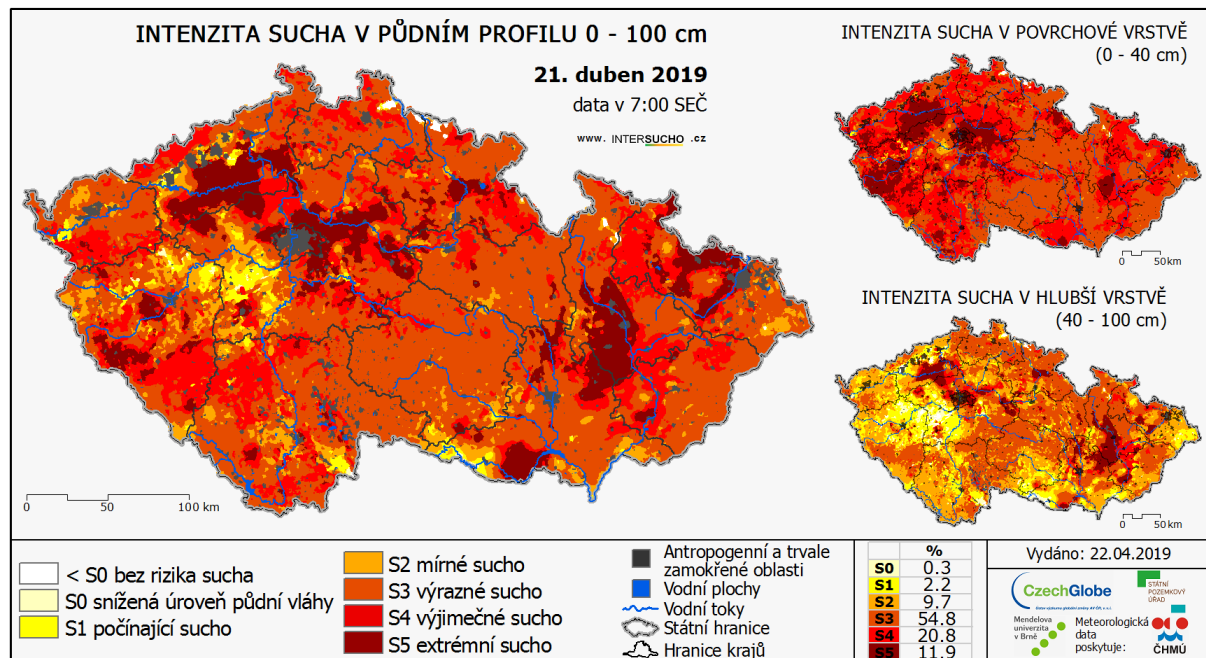 INTENZITA SUCHA V PŮDNÍM PROFILU 0 - 100 cm
21. duben 2019
data v 7:00 SEČ
www. INTERSUCHO .cz
0 50 100 km
INTENZITA SUCHA V POVRCHOVÉ VRSTVĚ
(0 - 40 cm)
0 50km
INTENZITA SUCHA V HLUBŠÍ VRSTVĚ
(40 - 100 cm)
0 50km
< S0 bez rizika sucha
S0 snížená úroveň půdní vláhy
S1 počínající sucho
S2 mírné sucho
S3 výrazné sucho
S4 výjimečné sucho
S5 extrémní sucho
Antropogenní a trvale
zamokřené oblasti
Vodní plochy
Vodní toky
Státní hranice
Hranice krajů
%
S0 0.3
S1 2.2
S2 9.7
S3 54.8
S4 20.8
S5 11.9
Vydáno: 22.04.2019
CzechGlobe
STÁTNÍ
POZEMKOVÝ
ÚŘAD
Mendelova
univerzita
v Brně
Meteorologická
data
poskytuje:
ČHMÚ